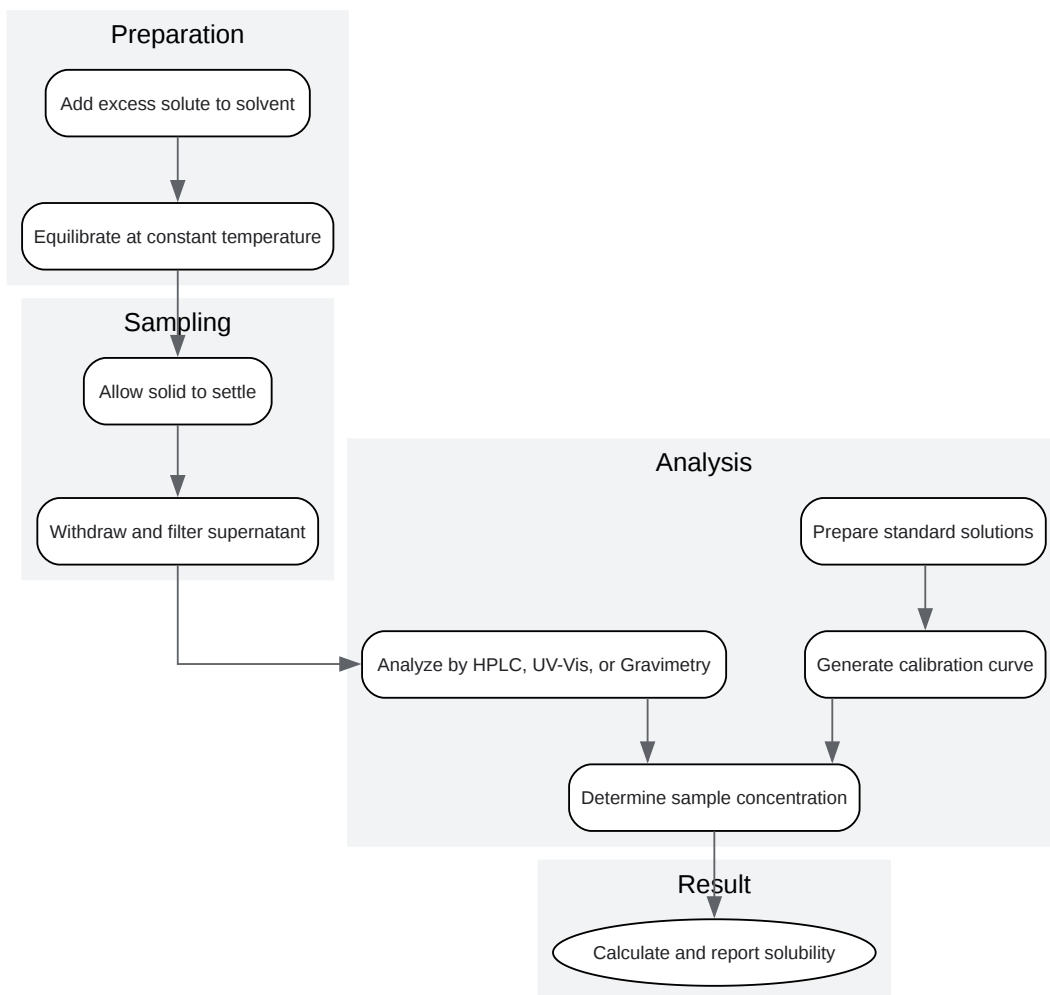 Preparation
Add excess solute to solvent
Equilibrate at constant temperature
Sampling
Allow solid to settle
Withdraw and filter supernatant
Analysis
Prepare standard solutions
Analyze by HPLC, UV-Vis, or Gravimetry
Generate calibration curve
Determine sample concentration
Result
Calculate and report solubility